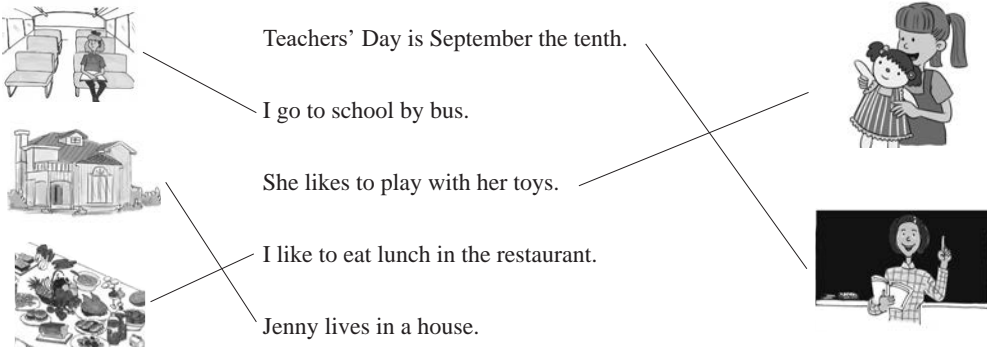 Teachers’ Day is September the tenth.
I go to school by bus.
She likes to play with her toys.
I like to eat lunch in the restaurant.
Jenny lives in a house.